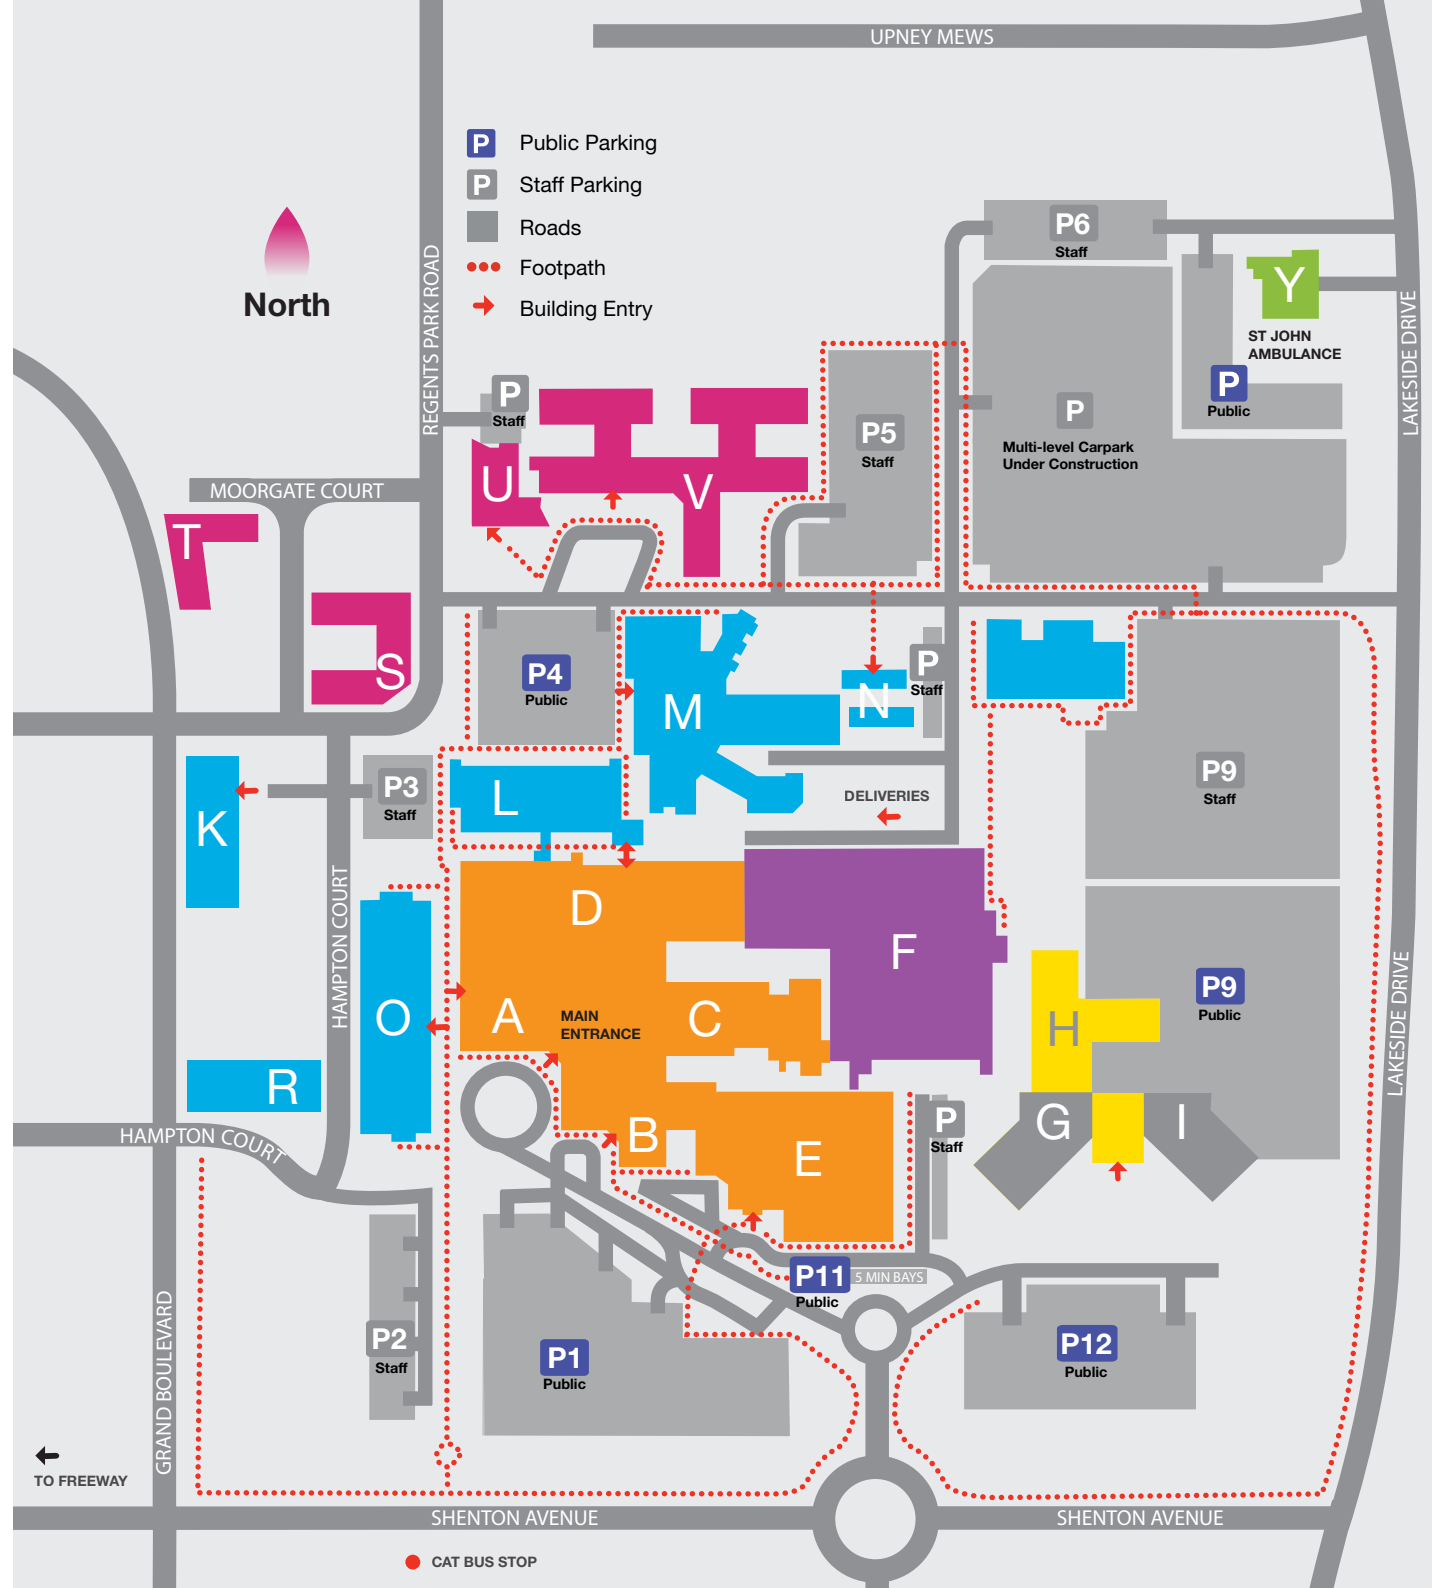 UPNEY MEWS
P Public Parking
P Staff Parking
Roads
Footpath
Building Entry
North
REGENTS PARK ROAD
LAKESIDE DRIVE
P6
Staff
Y
ST JOHN
AMBULANCE
P
Public
P
Staff
P5
Staff
P
Multi-level Carpark
Under Construction
U
V
MOORGATE COURT
T
S
P4
Public
M
N
P
Staff
P3
Staff
L
K
DELIVERIES
P9
Staff
HAMPTON COURT
D
F
O
A
MAIN
ENTRANCE
C
H
P9
Public
LAKESIDE DRIVE
R
HAMPTON COURT
B
E
P
Staff
G
I
P11
Public
5 MIN BAYS
P2
Staff
P1
Public
P12
Public
GRAND BOULEVARD
TO FREEWAY
SHENTON AVENUE
SHENTON AVENUE
CAT BUS STOP